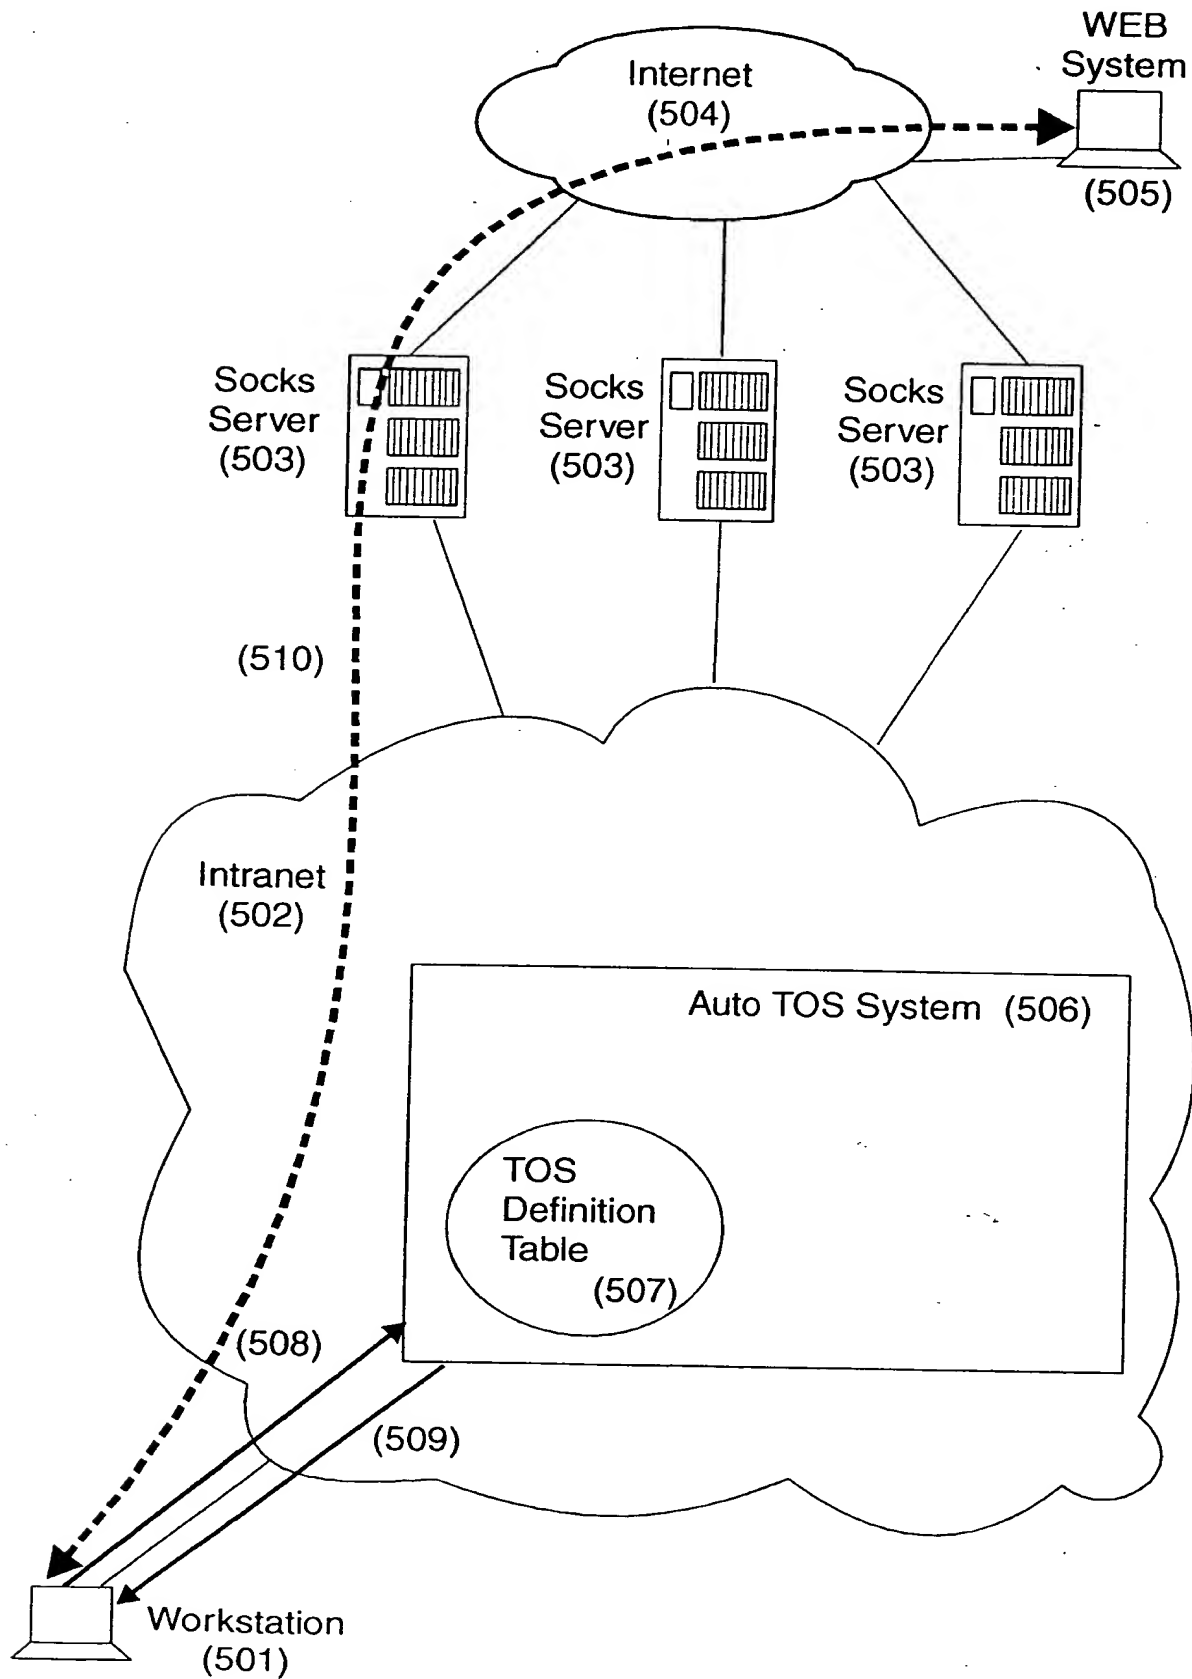 WEB
System
(505)
Internet
(504)
Socks
Server
(503)
Socks
Server
(503)
Socks
Server
(503)
(510)
Intranet
(502)
Auto TOS System (506)
TOS
Definition
Table
(507)
(508)
(509)
Workstation
(501)